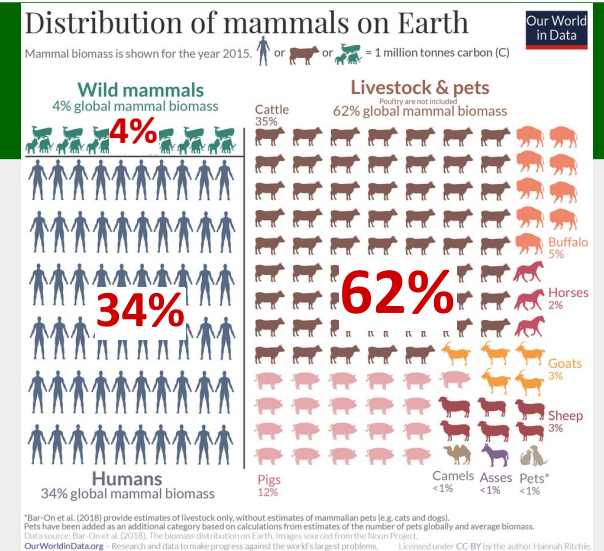 Distribution of mammals on Earth
Our World
in Data
Mammal biomass is shown for the year 2015. or or = 1 million tonnes carbon (C)
Wild mammals
4% global mammal biomass
4%
Livestock & pets
Poultry are not included
62% global mammal biomass
Cattle
35%
Buffalo
5%
34%
62%
Horses
2%
Goats
3%
Sheep
3%
Humans
34% global mammal biomass
Pigs
12%
Camels
<1%
Asses
<1%
Pets*
<1%
*Bar-On et al. (2018) provide estimates of livestock only, without estimates of mammalian pets (e.g. cats and dogs).
Pets have been added as an additional category based on calculations from estimates of the number of pets globally and average biomass.
Data source: Bar-On et al. (2018). The biomass distribution on Earth. Images sourced from the Noun Project.
OurWorldinData.org – Research and data to make progress against the world's largest problems.
Licensed under CC-BY by the author Hannah Ritchie.